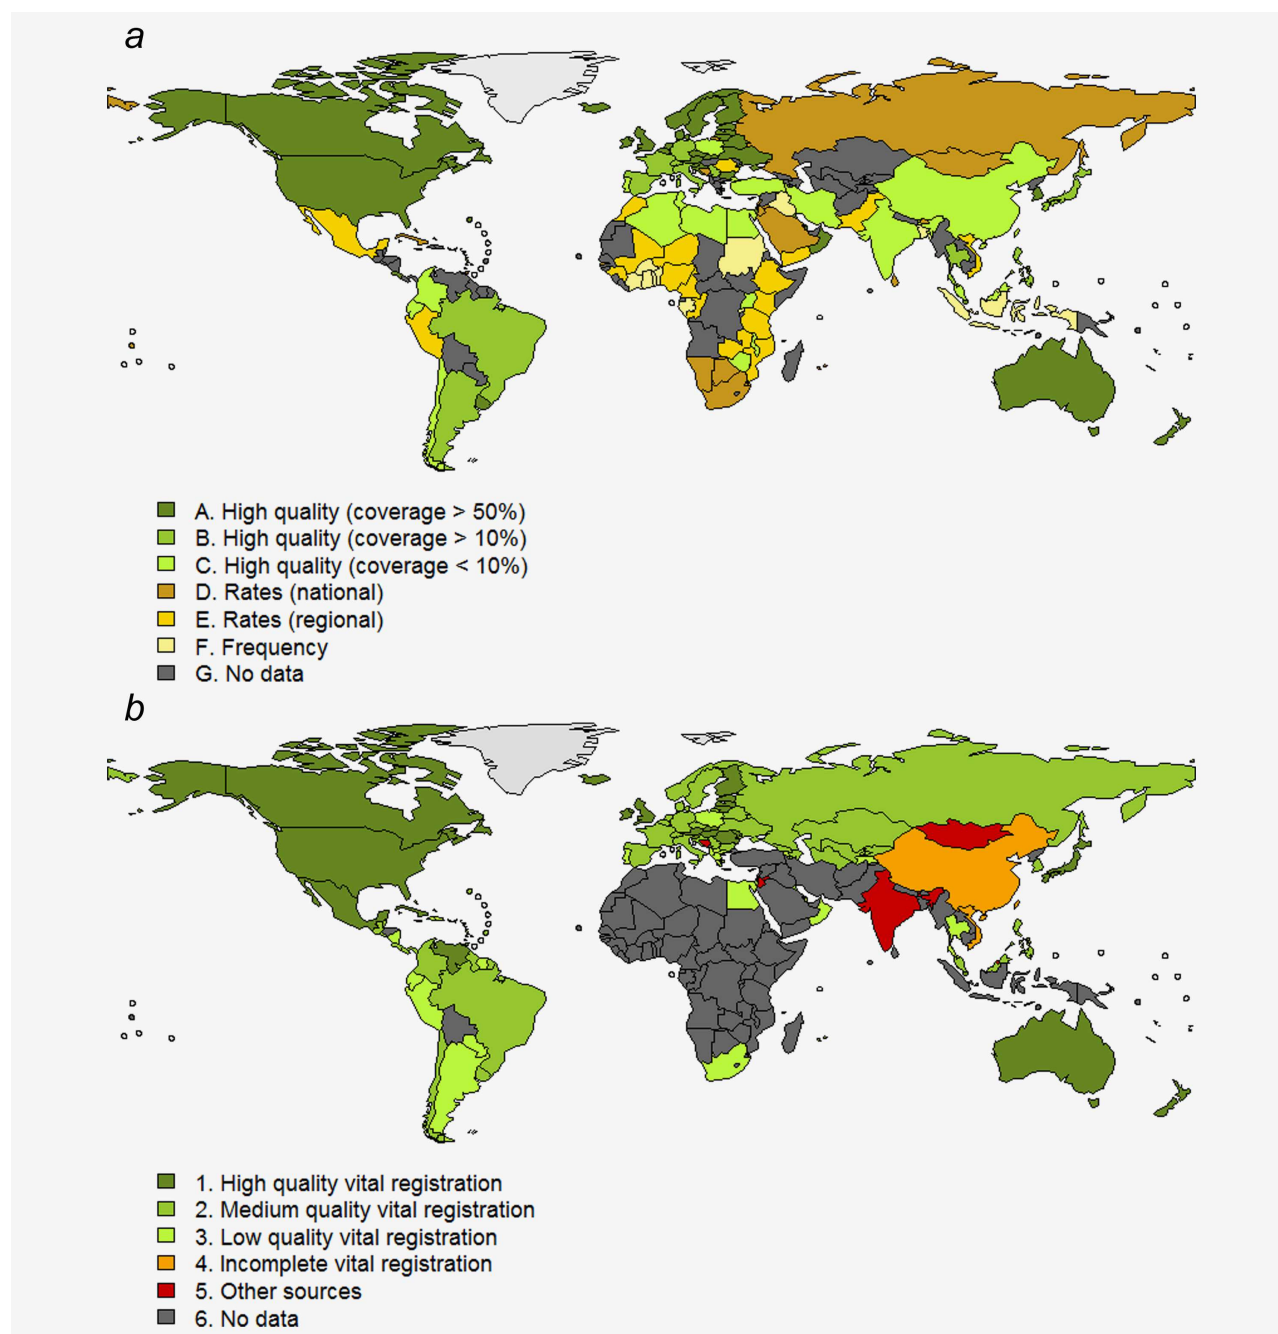 a
A. High quality (coverage > 50%)
B. High quality (coverage > 10%)
C. High quality (coverage < 10%)
D. Rates (national)
E. Rates (regional)
F. Frequency
G. No data
b
1. High quality vital registration
2. Medium quality vital registration
3. Low quality vital registration
4. Incomplete vital registration
5. Other sources
6. No data